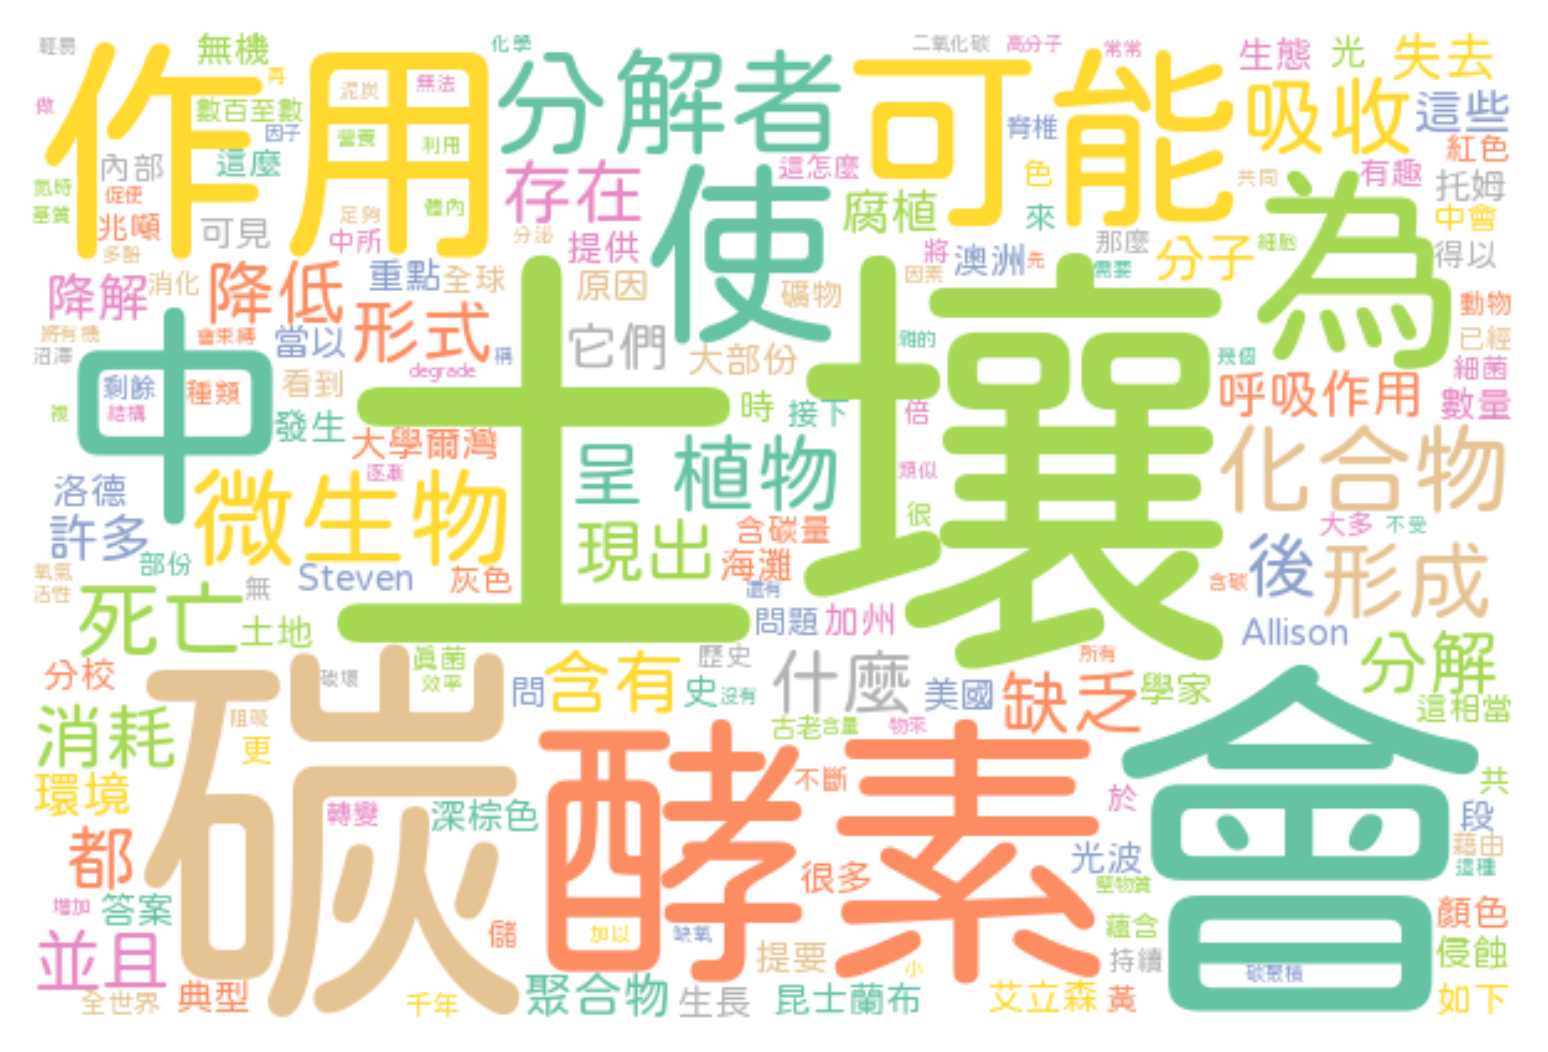 輕易
無機
化學
二氧化碳
高分子
常常
生態
光
失去
作用
再
泥炭
無法
分解者
可能
吸收
這些
做
數百至數
因子
營養
利用
脊椎
紅色
內部
這麼
存在
這怎麼
色
共同
有趣
托姆
氮時
促使
基質
體內
使
腐植
來
為
中會
兆噸
可見
足夠
中所
分泌
提供
將
澳洲
先
那麼
需要
分子
細胞
得以
多酚
降解
消化
降低
重點
全球
原因
礦物
因素
動物
將有機
會束縛
當以
形式
它們
大部份
雜的
幾個
已經
沼澤
稱
degrade
細菌
中
剩餘
種類
看到
土壤
呼吸作用
數量
複
結構
發生
時
接下
倍
大學爾灣
呈
植物
化合物
逐漸
類似
洛德
微生物
很
許多
現出
含碳量
大多
不受
部份
海灘
後
形成
氧氣
活性
Steven
灰色
還有
含碳
死亡
無
土地
問題
加州
Allison
分解
真菌
歷史
所有
分校
破壞
效率
問
含有
史
沒有
什麼
美國
缺乏
學家
這相當
消耗
阻礙
碳
古老
含量
物來
會
更
酵素
環境
不斷
共
轉變
深棕色
於
段
都
光波
藉由
這種
很多
堅物質
增加
答案
顏色
儲
加以
缺氧
蘊含
並且
提要
持續
侵蝕
小
碳聚積
全世界
典型
千年
聚合物
生長
昆士蘭布
艾立森
黃
如下